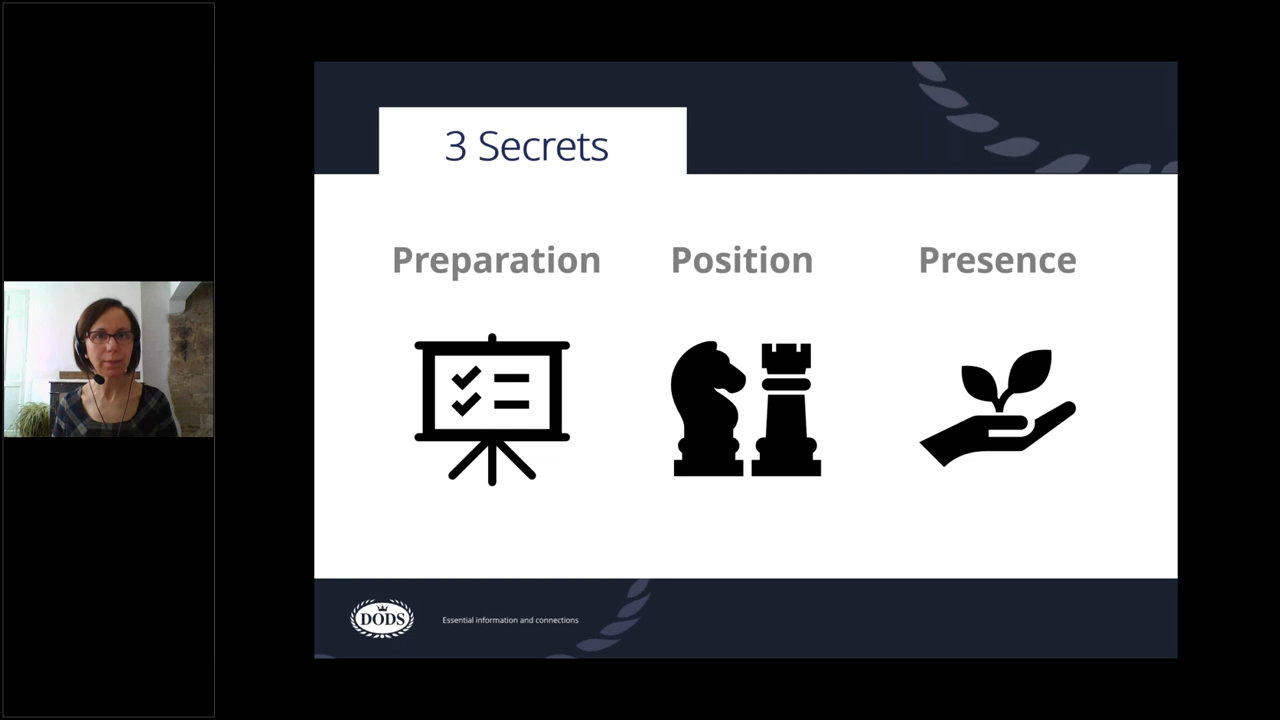 3 Secrets
Preparation
Position
Presence
DODS
Essential information and connections